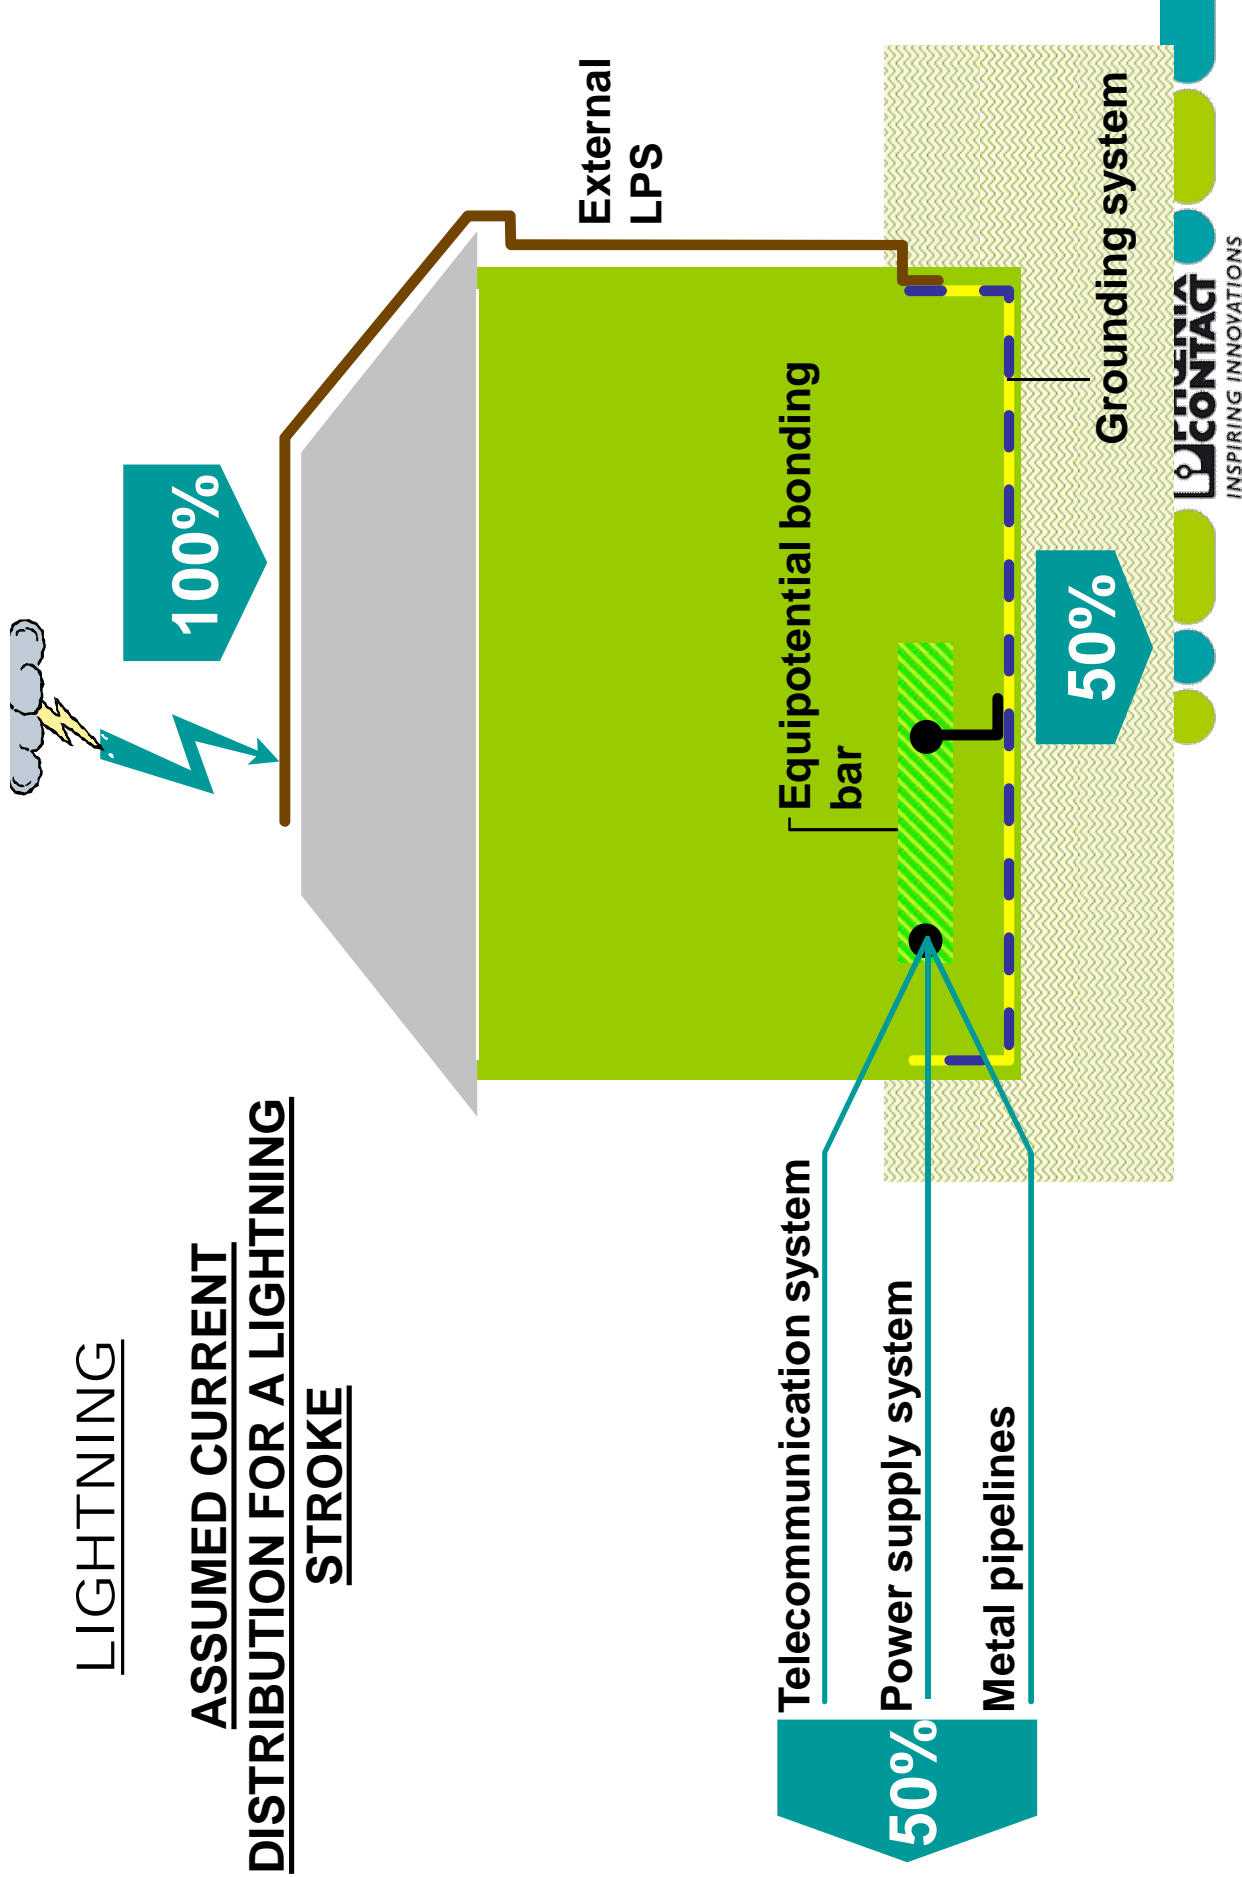 LIGHTNING
ASSUMED CURRENT
DISTRIBUTION FOR A LIGHTNING
STROKE
100%
External
LPS
Equipotential bonding
bar
Telecommunication system
Power supply system
Metal pipelines
50%
50%
Grounding system
PHŒNIX
CONTACT
INSPIRING INNOVATIONS